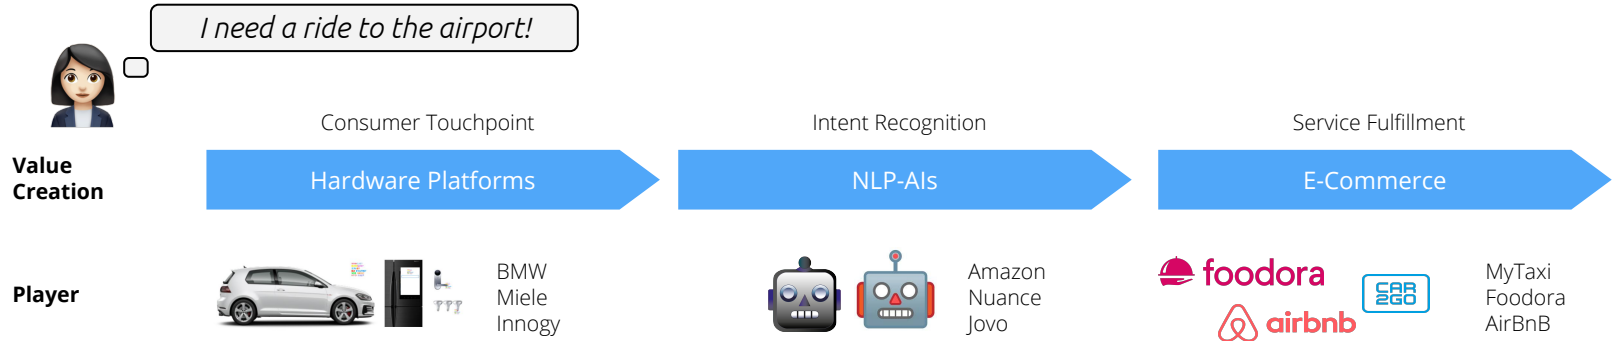 I need a ride to the airport!
Consumer Touchpoint
Intent Recognition
Service Fulfillment
Value
Creation
Hardware Platforms
NLP-AIs
E-Commerce
Player
BMW
Miele
Innogy
Amazon
Nuance
Jovo
foodora
CAR
2GO
airbnb
MyTaxi
Foodora
AirBnB